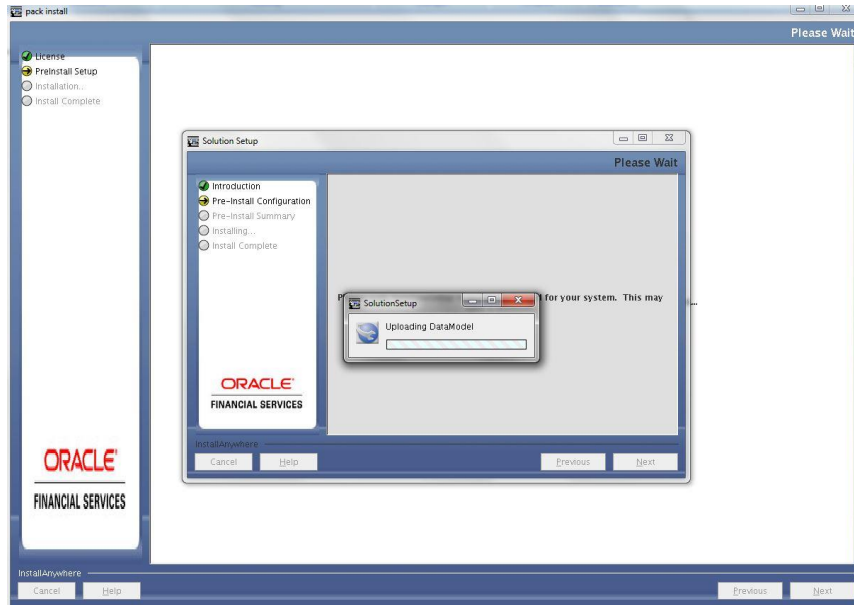 pack install
Please Wait
License
PreInstall Setup
Installation...
Install Complete
Solution Setup
Please Wait
Introduction
Pre-Install Configuration
Pre-Install Summary
Installing...
Install Complete
for your system. This may
SolutionSetup
Uploading DataModel
ORACLE
FINANCIAL SERVICES
InstallAnywhere
Cancel Help Previous Next
ORACLE
FINANCIAL SERVICES
InstallAnywhere
Cancel Help Previous Next